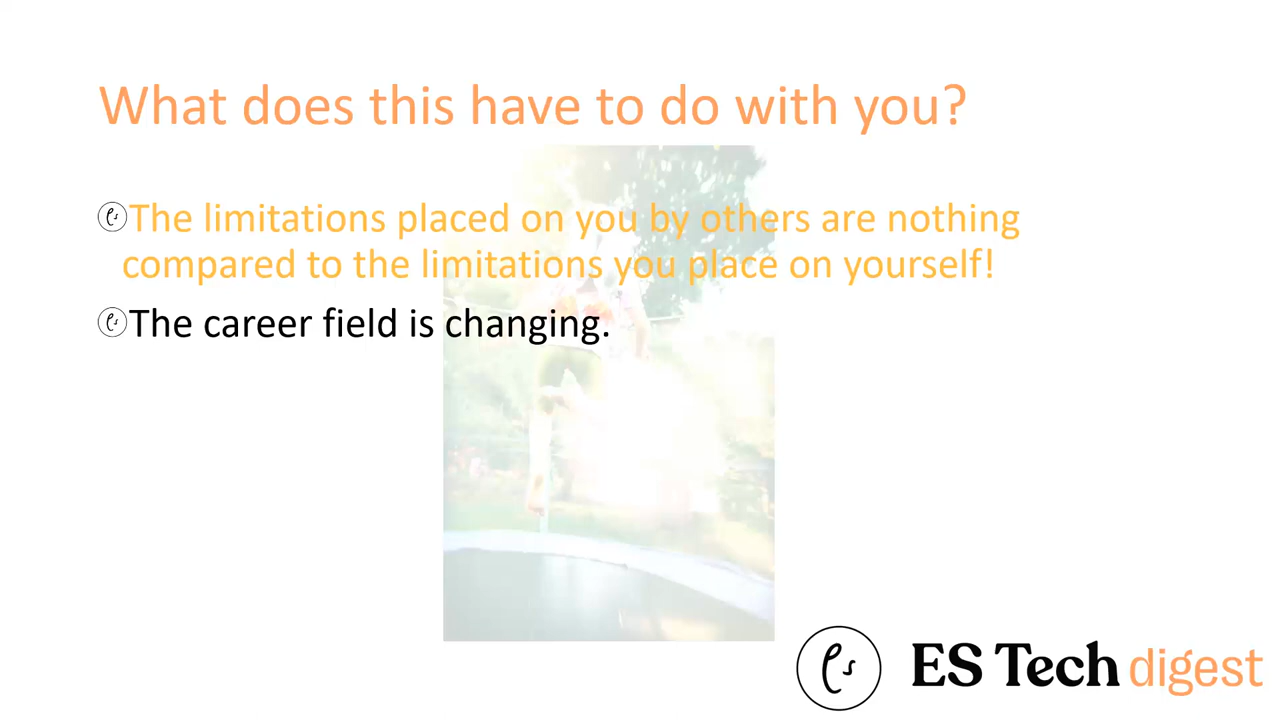 What does this have to do with you?
The limitations placed on you by others are nothing
compared to the limitations you place on yourself!
The career field is changing.
es ES Tech digest